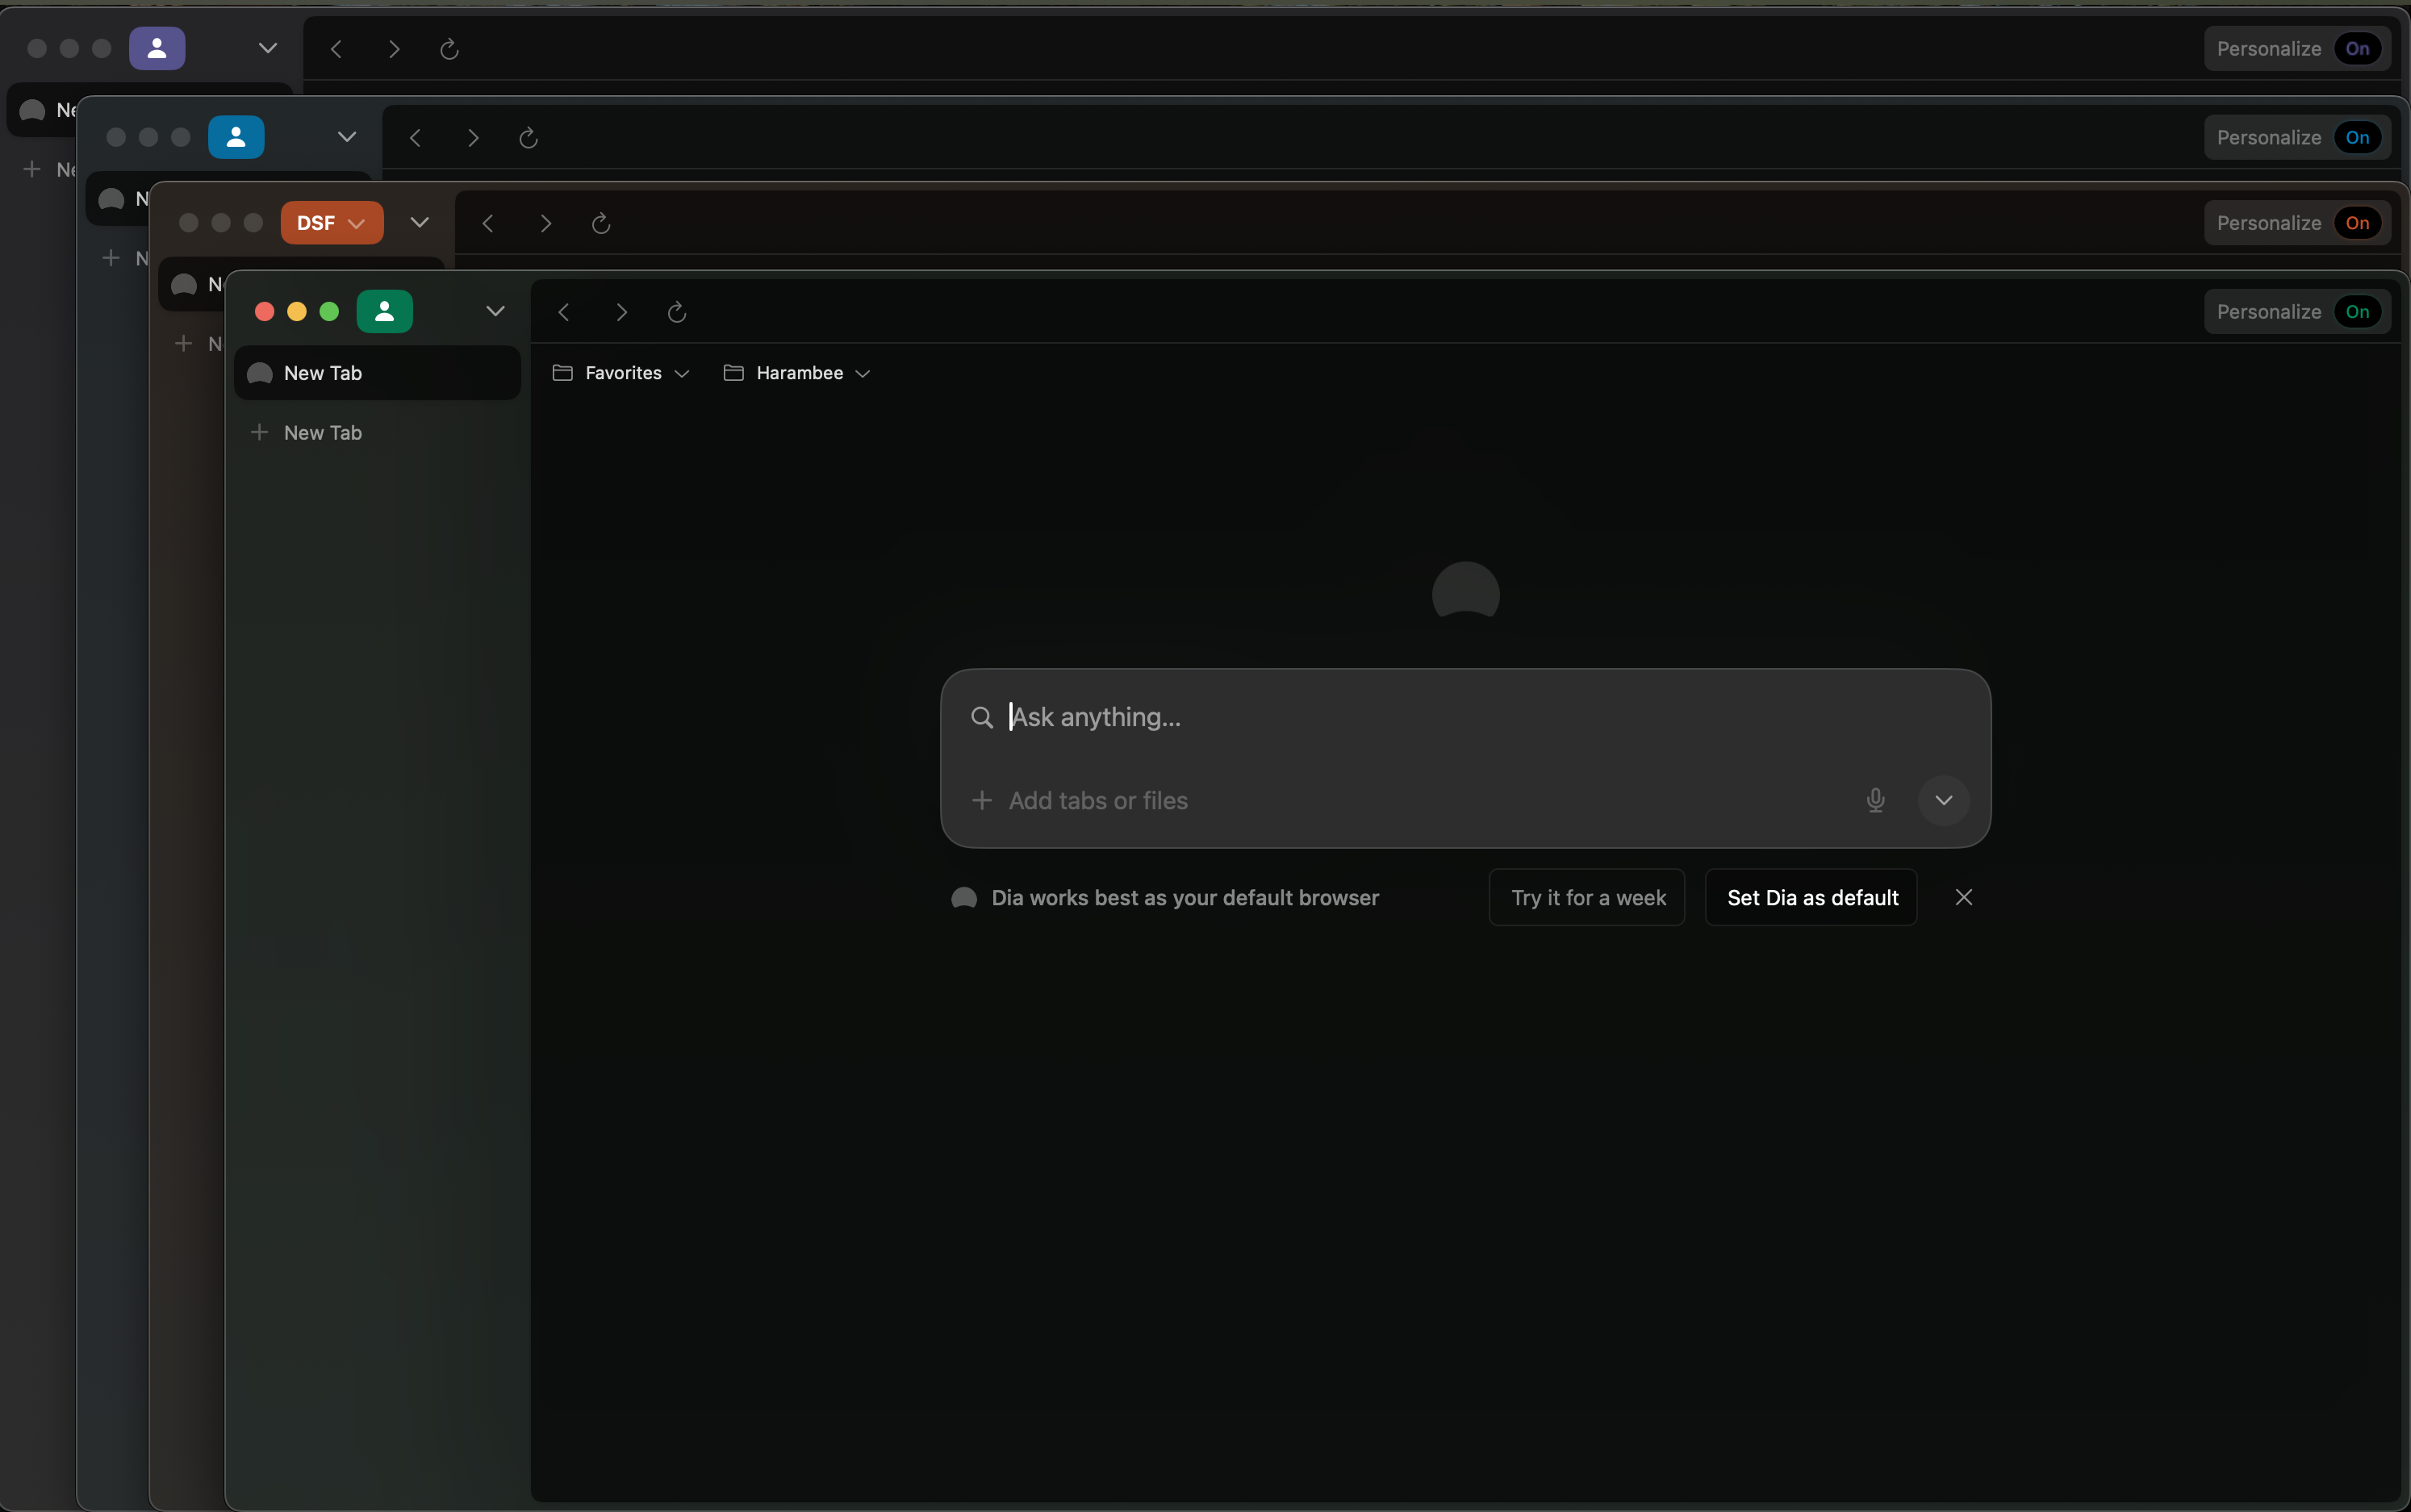 Personalize On
Ne
Ne
Personalize On
N
N
DSF
Personalize On
N
N
Personalize On
New Tab
Favorites
Harambee
New Tab
Ask anything...
Add tabs or files
Dia works best as your default browser
Try it for a week
Set Dia as default